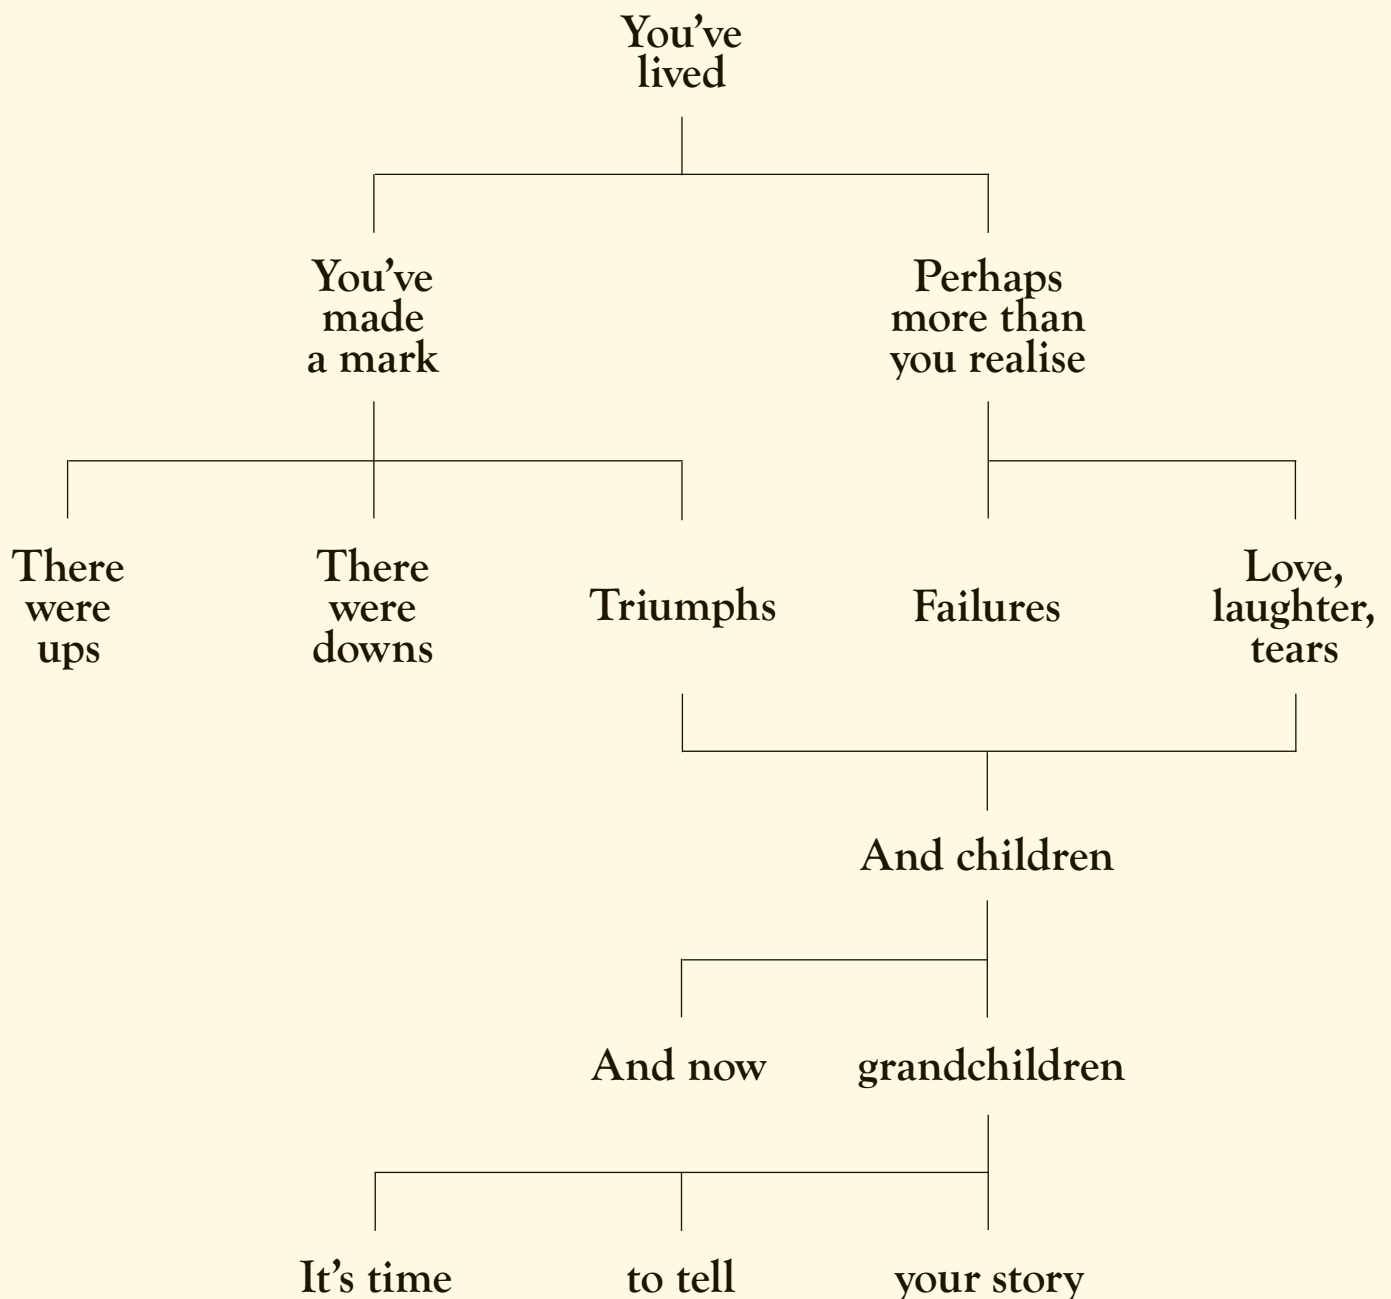 You’ve
lived
You’ve
made
a mark
Perhaps
more than
you realise
There
were
ups
There
were
downs
Triumphs
Failures
Love,
laughter,
tears
And children
And now
grandchildren
It’s time
to tell
your story